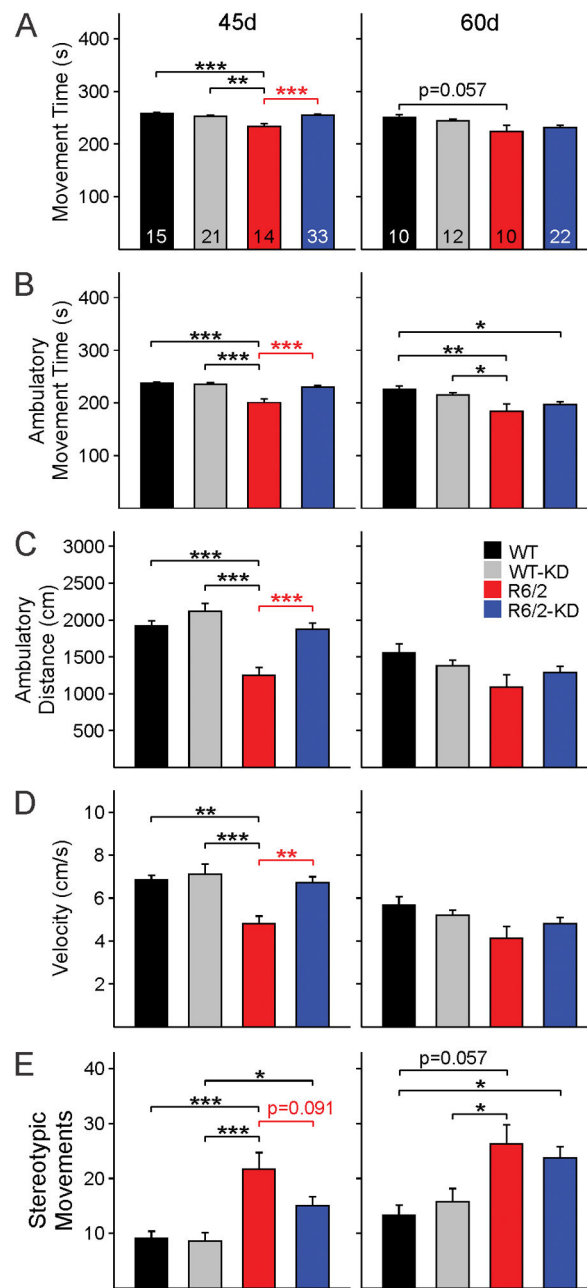 45d 60d
A
Movement Time (s)
400
300
200
100
***
**
***
p=0.057
15 21 14 33 10 12 10 22
B
Ambulatory
Movement Time (s)
400
300
200
100
***
***
***
*
**
*
C
Ambulatory
Distance (cm)
3000
2500
2000
1500
1000
500
***
***
***
WT
WT-KD
R6/2
R6/2-KD
D
Velocity (cm/s)
10
8
6
4
2
**
***
**
E
Stereotypic
Movements
40
30
20
10
*
***
p=0.091
***
p=0.057
*
*